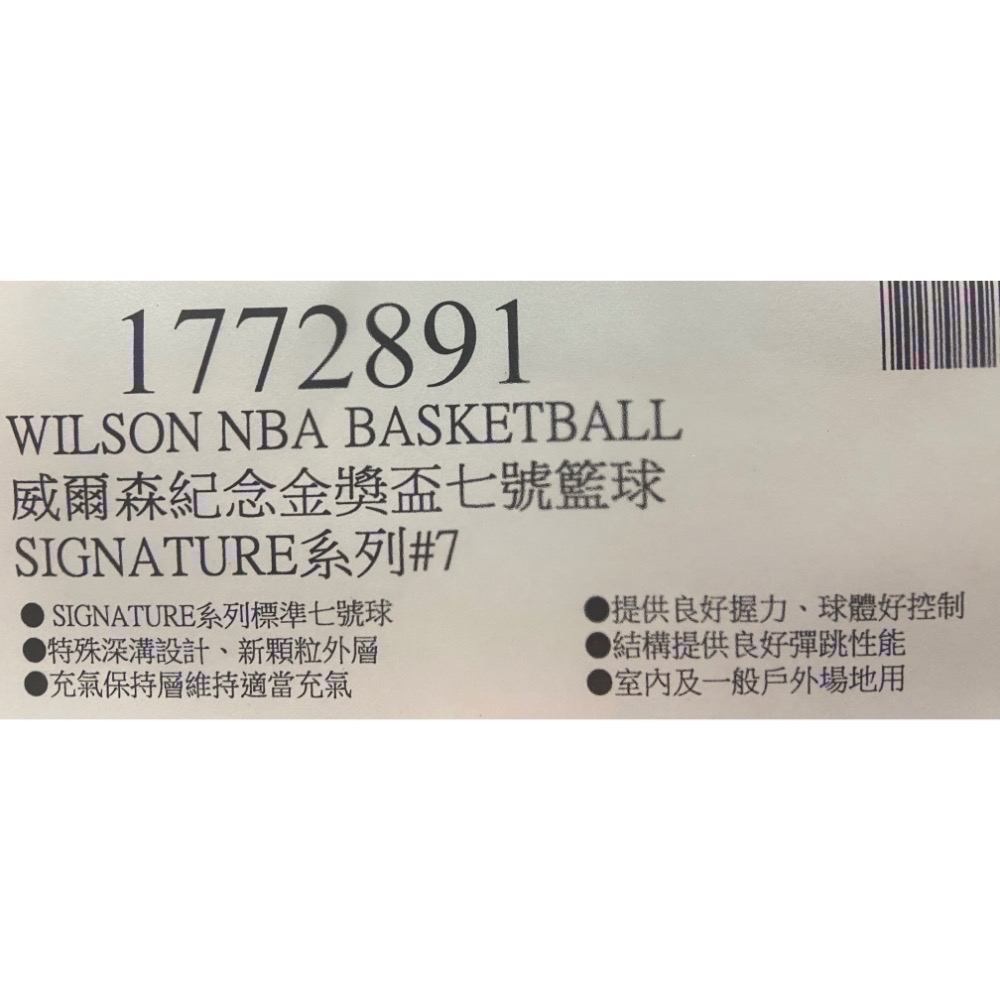 1772891
WILSON NBA BASKETBALL
威爾森紀念金獎盃七號籃球
SIGNATURE系列#7
● SIGNATURE系列標準七號球
●特殊深溝設計、新顆粒外層
●充氣保持層維持適當充氣
●提供良好握力、球體好控制
●結構提供良好彈跳性能
●室內及一般戶外場地用